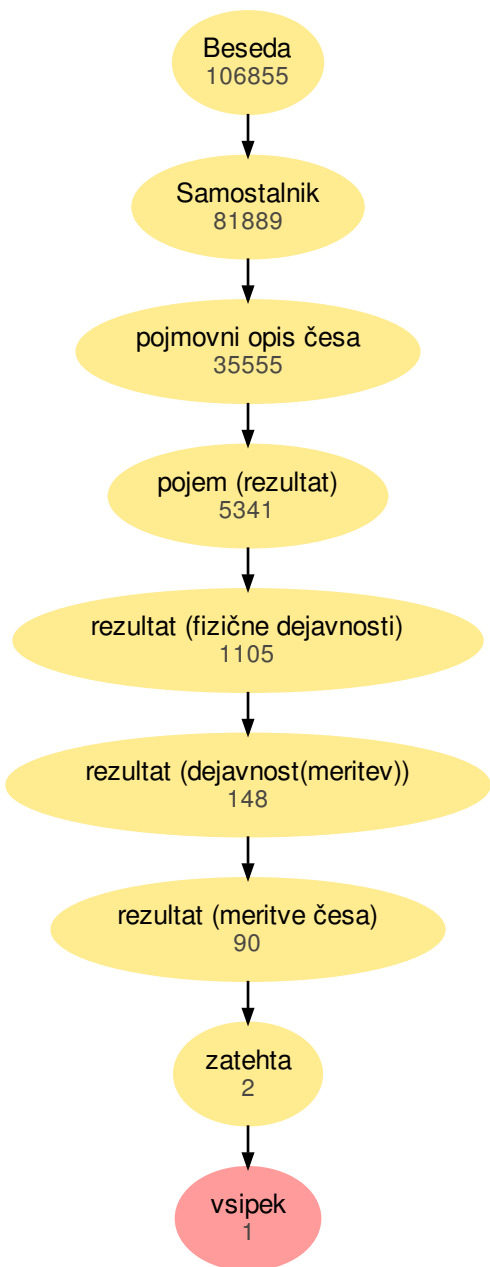 Beseda
106855
Samostalnik
81889
pojmovni opis česa
35555
pojem (rezultat)
5341
rezultat (fizične dejavnosti)
1105
rezultat (dejavnost(meritev))
148
rezultat (meritve česa)
90
zatehta
2
vsipek
1